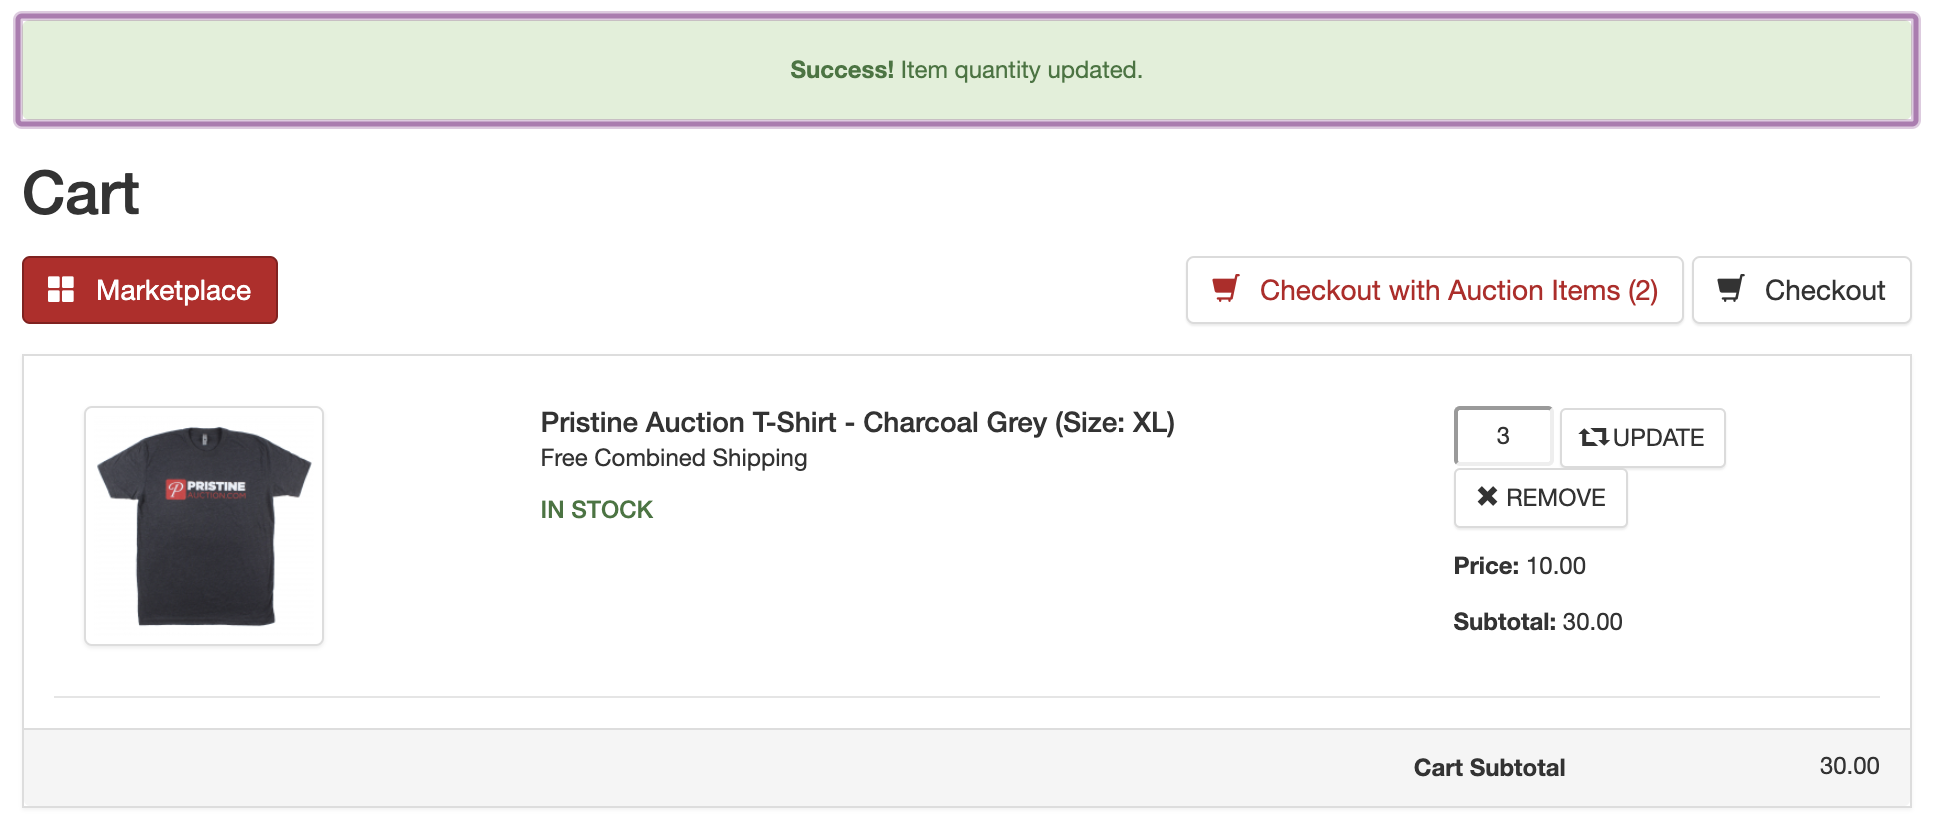 Success! Item quantity updated.
Cart
Marketplace
Checkout with Auction Items (2)
Checkout
PRISTINE
AUCTION.COM
Pristine Auction T-Shirt - Charcoal Grey (Size: XL)
Free Combined Shipping
IN STOCK
3
UPDATE
REMOVE
Price: 10.00
Subtotal: 30.00
Cart Subtotal 30.00